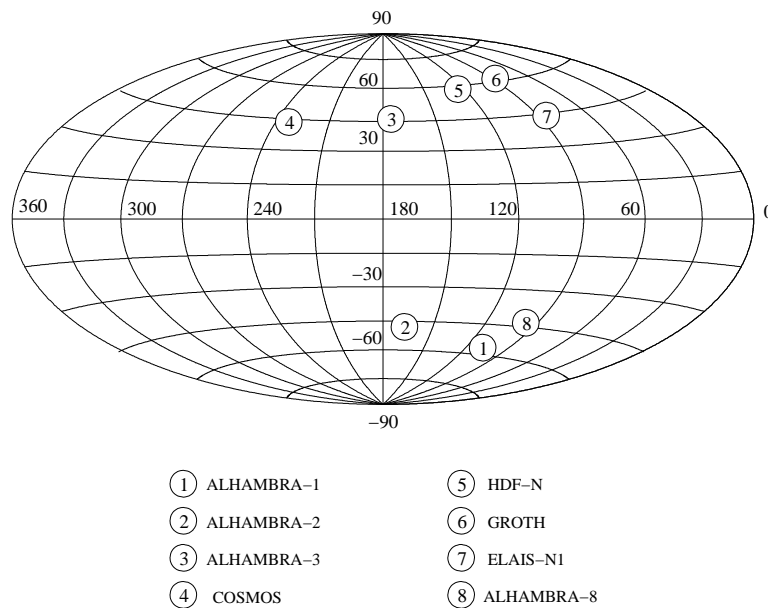 90
60
6
5
7
4
3
30
360
300
240
180
120
60
0
−30
2
8
−60
1
−90
1 ALHAMBRA−1
5 HDF−N
2 ALHAMBRA−2
6 GROTH
3 ALHAMBRA−3
7 ELAIS−N1
4 COSMOS
8 ALHAMBRA−8